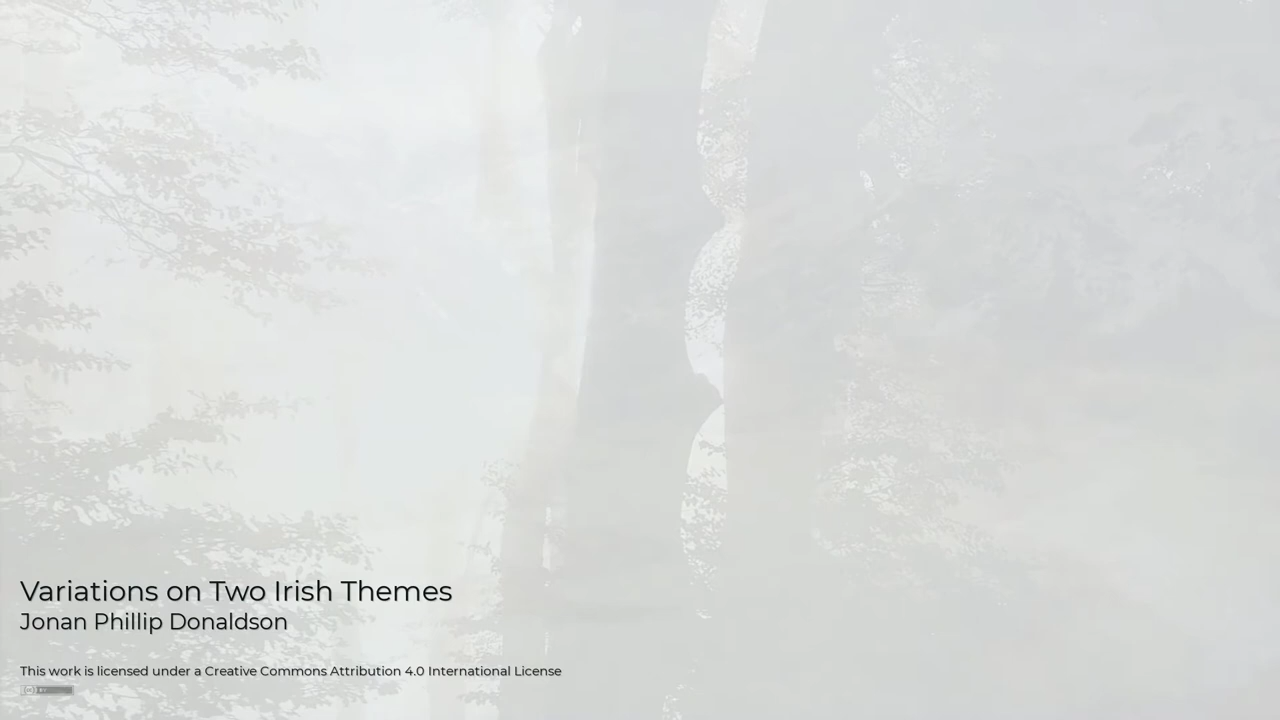 Variations on Two Irish Themes
Jonan Phillip Donaldson
This work is licensed under a Creative Commons Attribution 4.0 International License